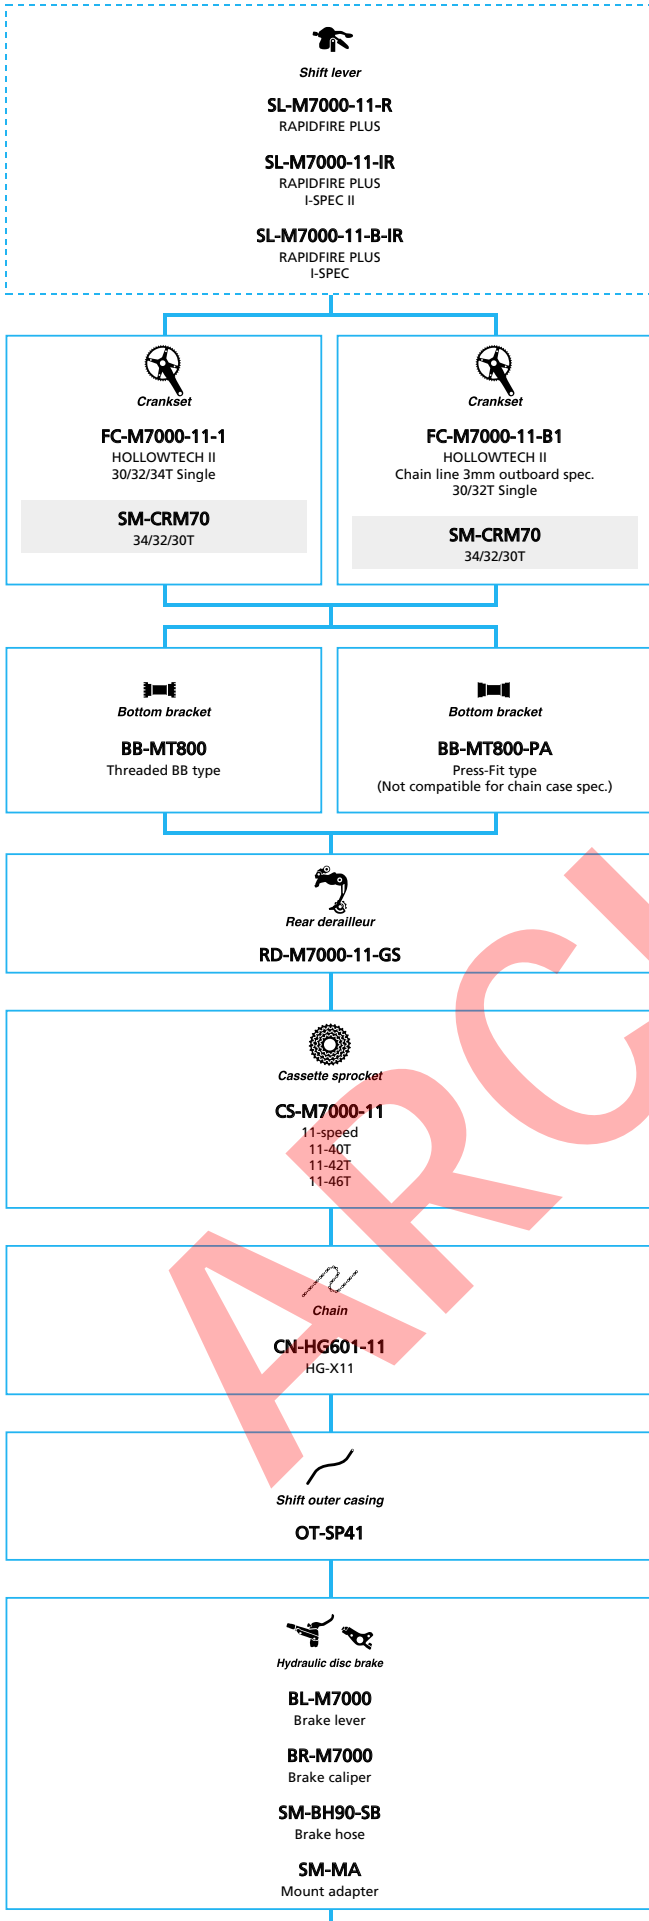 Shift lever
SL-M7000-11-R
RAPIDFIRE PLUS
SL-M7000-11-IR
RAPIDFIRE PLUS
I-SPEC II
SL-M7000-11-B-IR
RAPIDFIRE PLUS
I-SPEC
Crankset
FC-M7000-11-1
HOLLOWTECH II
30/32/34T Single
SM-CRM70
34/32/30T
Crankset
FC-M7000-11-B1
HOLLOWTECH II
Chain line 3mm outboard spec.
30/32T Single
SM-CRM70
34/32/30T
Bottom bracket
BB-MT800
Threaded BB type
Bottom bracket
BB-MT800-PA
Press-Fit type
(Not compatible for chain case spec.)
Rear derailleur
RD-M7000-11-GS
Cassette sprocket
CS-M7000-11
11-speed
11-40T
11-42T
11-46T
Chain
CN-HG601-11
HG-X11
Shift outer casing
OT-SP41
Hydraulic disc brake
BL-M7000
Brake lever
BR-M7000
Brake caliper
SM-BH90-SB
Brake hose
SM-MA
Mount adapter
ARC